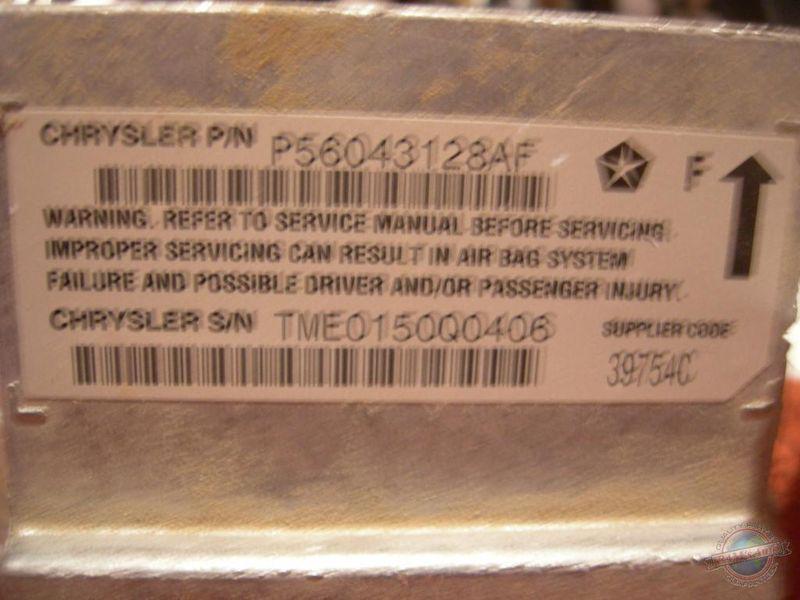 CHRYSLER P/N P56043128AF
F
WARNING. REFER TO SERVICE MANUAL BEFORE SERVICING.
IMPROPER SERVICING CAN RESULT IN AIR BAG SYSTEM
FAILURE AND POSSIBLE DRIVER AND/OR PASSENGER INJURY.
CHRYSLER S/N TME0150Q0406
SUPPLIER CODE
39754C